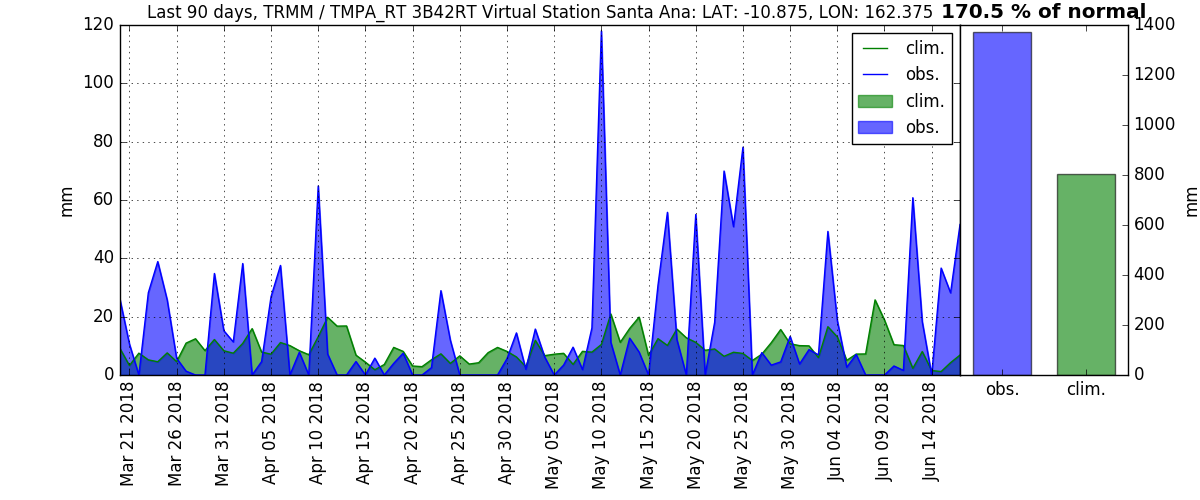 Last 90 days, TRMM / TMPA_RT 3B42RT Virtual Station Santa Ana: LAT: -10.875, LON: 162.375 170.5 % of normal
120
100
80
60
40
20
0
mm
clim.
obs.
clim.
obs.
1400
1200
1000
800
600
400
200
0
mm
Mar 21 2018
Mar 26 2018
Mar 31 2018
Apr 05 2018
Apr 10 2018
Apr 15 2018
Apr 20 2018
Apr 25 2018
Apr 30 2018
May 05 2018
May 10 2018
May 15 2018
May 20 2018
May 25 2018
May 30 2018
Jun 04 2018
Jun 09 2018
Jun 14 2018
obs.
clim.